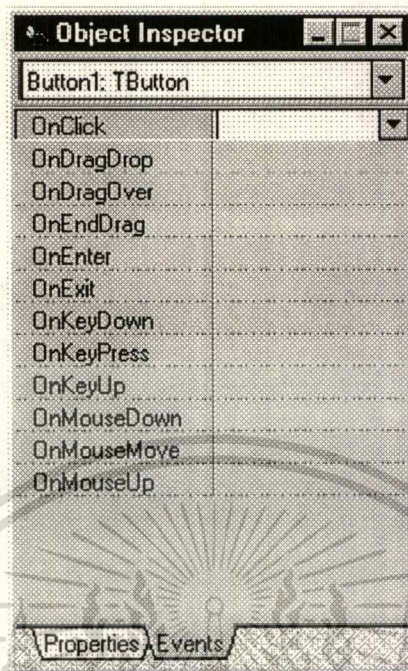 Object Inspector
Button1: TButton
OnClick
OnDragDrop
OnDragOver
OnEndDrag
OnEnter
OnExit
OnKeyDown
OnKeyPress
OnKeyUp
OnMouseDown
OnMouseMove
OnMouseUp
Properties Events